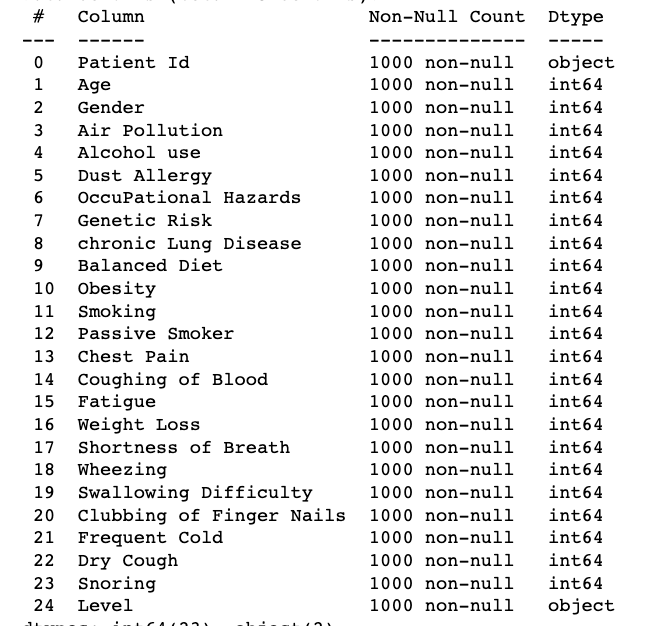 #   Column                    Non-Null Count  Dtype
---  ------                    --------------  -----
0   Patient Id                1000 non-null   object
1   Age                       1000 non-null   int64
2   Gender                    1000 non-null   int64
3   Air Pollution             1000 non-null   int64
4   Alcohol use               1000 non-null   int64
5   Dust Allergy              1000 non-null   int64
6   OccuPational Hazards      1000 non-null   int64
7   Genetic Risk              1000 non-null   int64
8   chronic Lung Disease      1000 non-null   int64
9   Balanced Diet             1000 non-null   int64
10  Obesity                   1000 non-null   int64
11  Smoking                   1000 non-null   int64
12  Passive Smoker            1000 non-null   int64
13  Chest Pain                1000 non-null   int64
14  Coughing of Blood         1000 non-null   int64
15  Fatigue                   1000 non-null   int64
16  Weight Loss               1000 non-null   int64
17  Shortness of Breath       1000 non-null   int64
18  Wheezing                  1000 non-null   int64
19  Swallowing Difficulty     1000 non-null   int64
20  Clubbing of Finger Nails  1000 non-null   int64
21  Frequent Cold             1000 non-null   int64
22  Dry Cough                 1000 non-null   int64
23  Snoring                   1000 non-null   int64
24  Level                     1000 non-null   object
dtypes: int64(23), object(2)